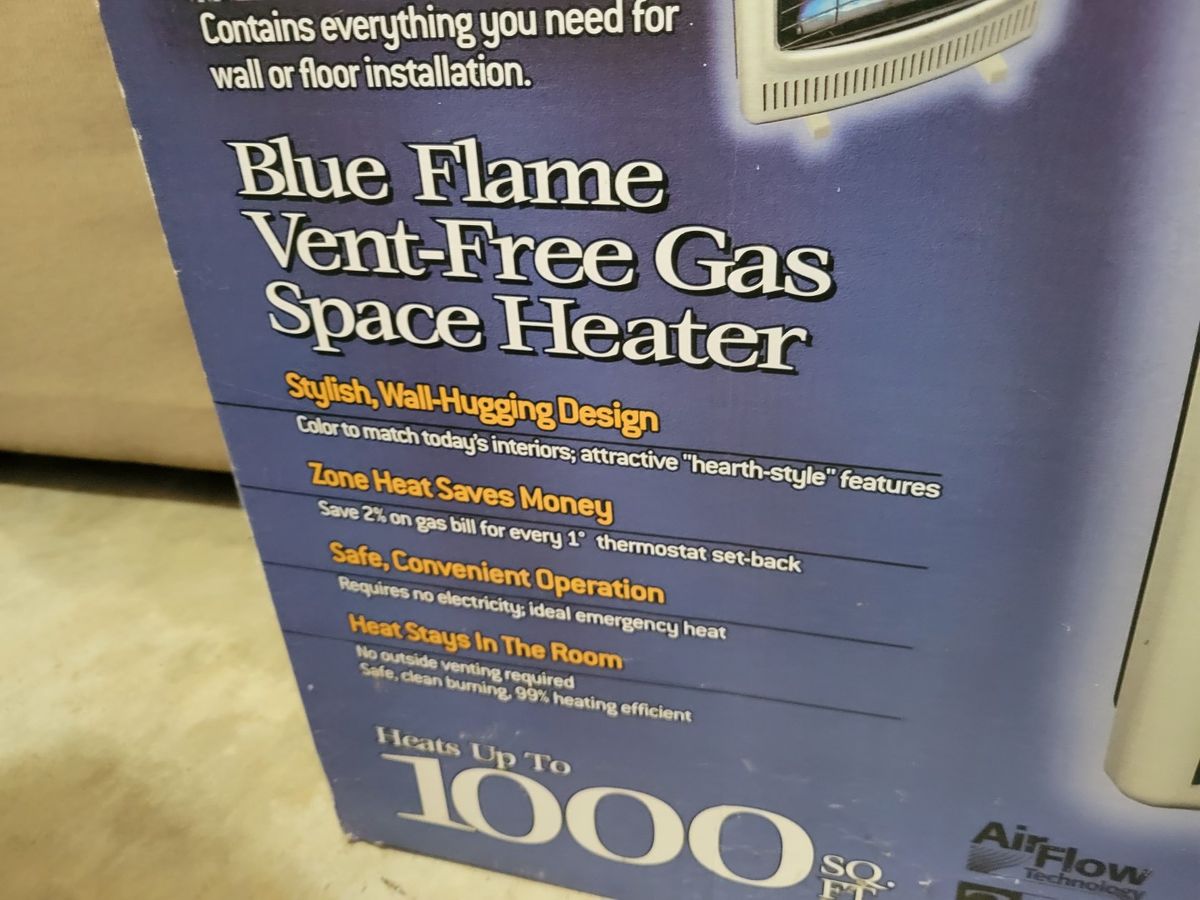 Contains everything you need for
wall or floor installation.
Blue Flame
Vent-Free Gas
Space Heater
Stylish, Wall-Hugging Design
Color to match today's interiors; attractive "hearth-style" features
Zone Heat Saves Money
Save 2% on gas bill for every 1° thermostat set-back
Safe, Convenient Operation
Requires no electricity; ideal emergency heat
Heat Stays In The Room
No outside venting required
Safe, clean burning, 99% heating efficient
Heats Up To
1000 SQ.
FT.
AirFlow
Technology